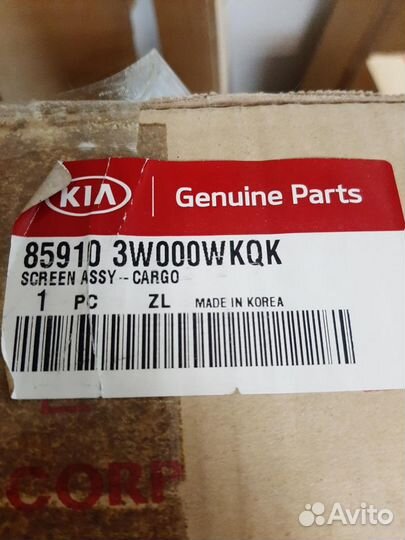 KIA Genuine Parts
85910 3W000WKQK
SCREEN ASSY--CARGO
1 PC ZL MADE IN KOREA
CORP
Avito